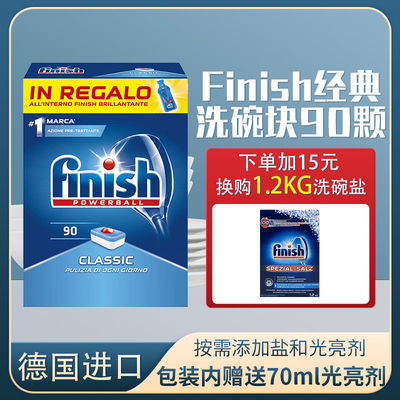 IN REGALO
ALL'INTERNO FINISH BRILLANTANTE
#1 MARCA*
AZIONE PRE-TRATTANTE
finish
POWERBALL
90
CLASSIC
PULIZIA DI OGNI GIORNO
德国进口
Finish经典
洗碗块90颗
下单加15元
换购1.2KG洗碗盐
finish
SPEZIAL-SALZ
按需添加盐和光亮剂
包装内赠送70ml光亮剂